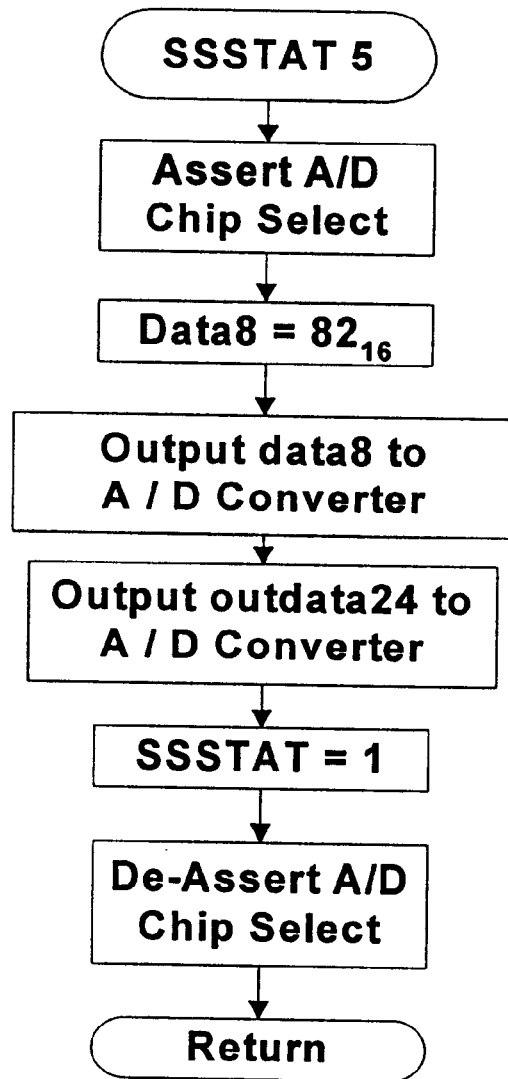 SSSTAT 5
Assert A/D
Chip Select
Data8 = 82₁₆
Output data8 to
A / D Converter
Output outdata24 to
A / D Converter
SSSTAT = 1
De-Assert A/D
Chip Select
Return